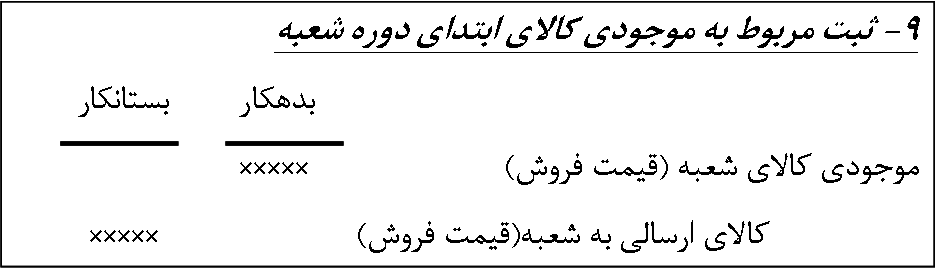 ۹- ثبت مربوط به موجودی کالای ابتدای دوره شعبه
بدهکار بستانکار
موجودی کالای شعبه (قیمت فروش) ×××××
کالای ارسالی به شعبه(قیمت فروش) ×××××